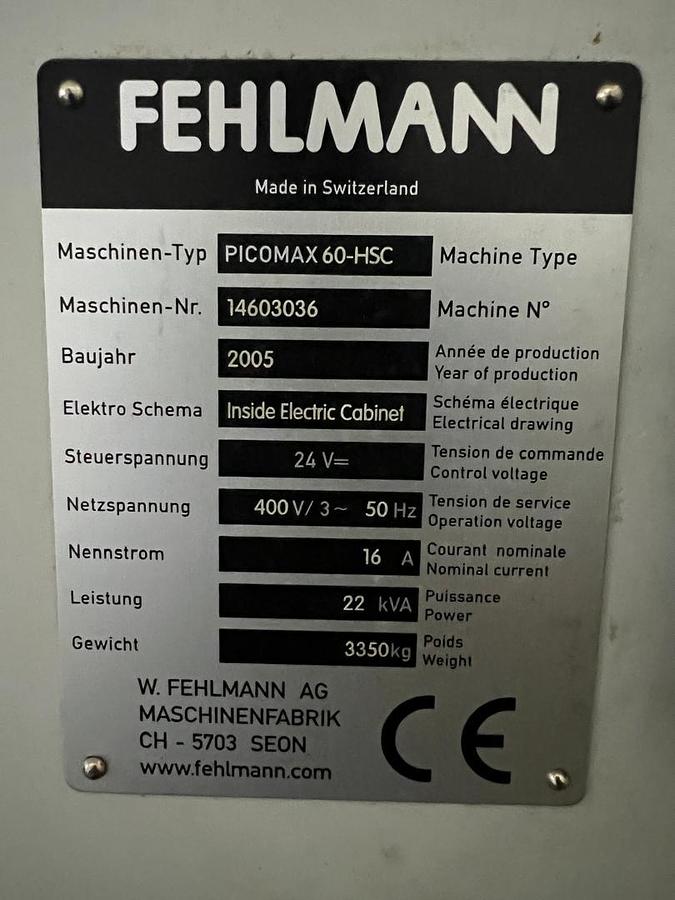 FEHLMANN
Made in Switzerland
Maschinen-Typ PICOMAX 60-HSC Machine Type
Maschinen-Nr. 14603036 Machine N°
Baujahr 2005 Année de production
Year of production
Elektro Schema Inside Electric Cabinet Schéma électrique
Electrical drawing
Steuerspannung 24 V= Tension de commande
Control voltage
Netzspannung 400 V/ 3~ 50 Hz Tension de service
Operation voltage
Nennstrom 16 A Courant nominale
Nominal current
Leistung 22 kVA Puissance
Power
Gewicht 3350kg Poids
Weight
W. FEHLMANN AG
MASCHINENFABRIK
CH - 5703 SEON
www.fehlmann.com
CE